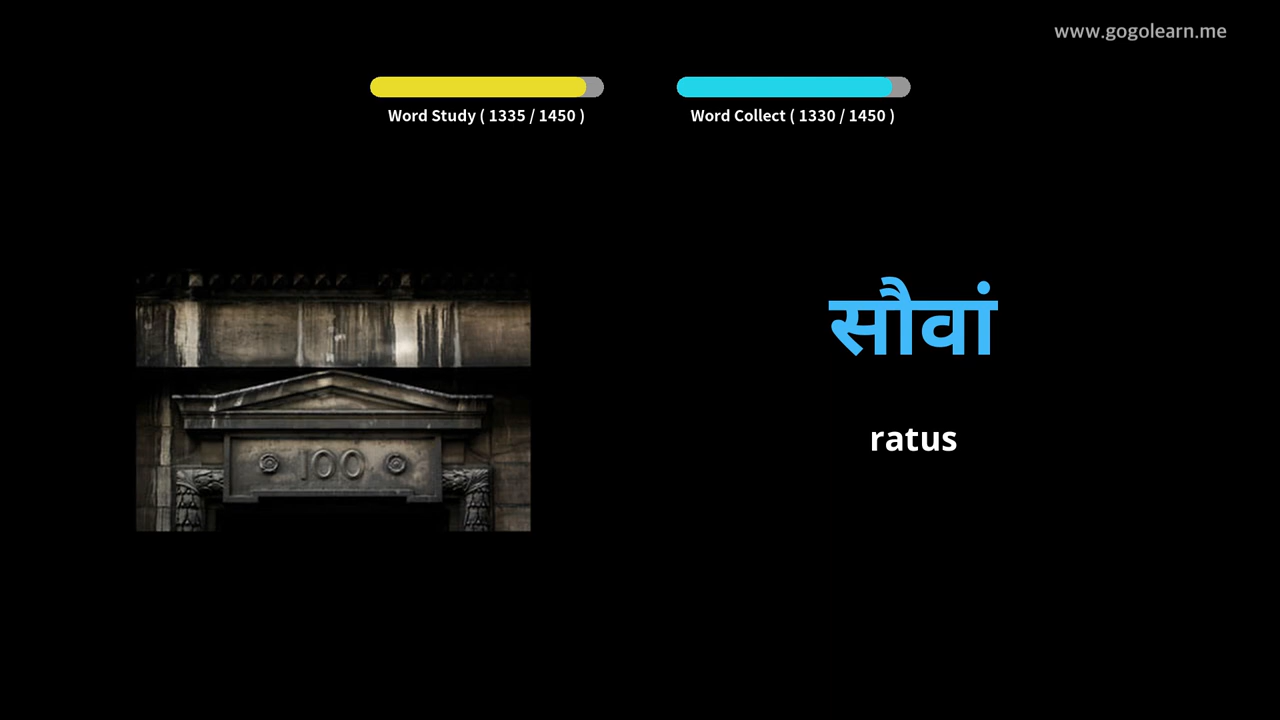 www.gogolearn.me
Word Study ( 1335 / 1450 )
Word Collect ( 1330 / 1450 )
सौवां
ratus
100